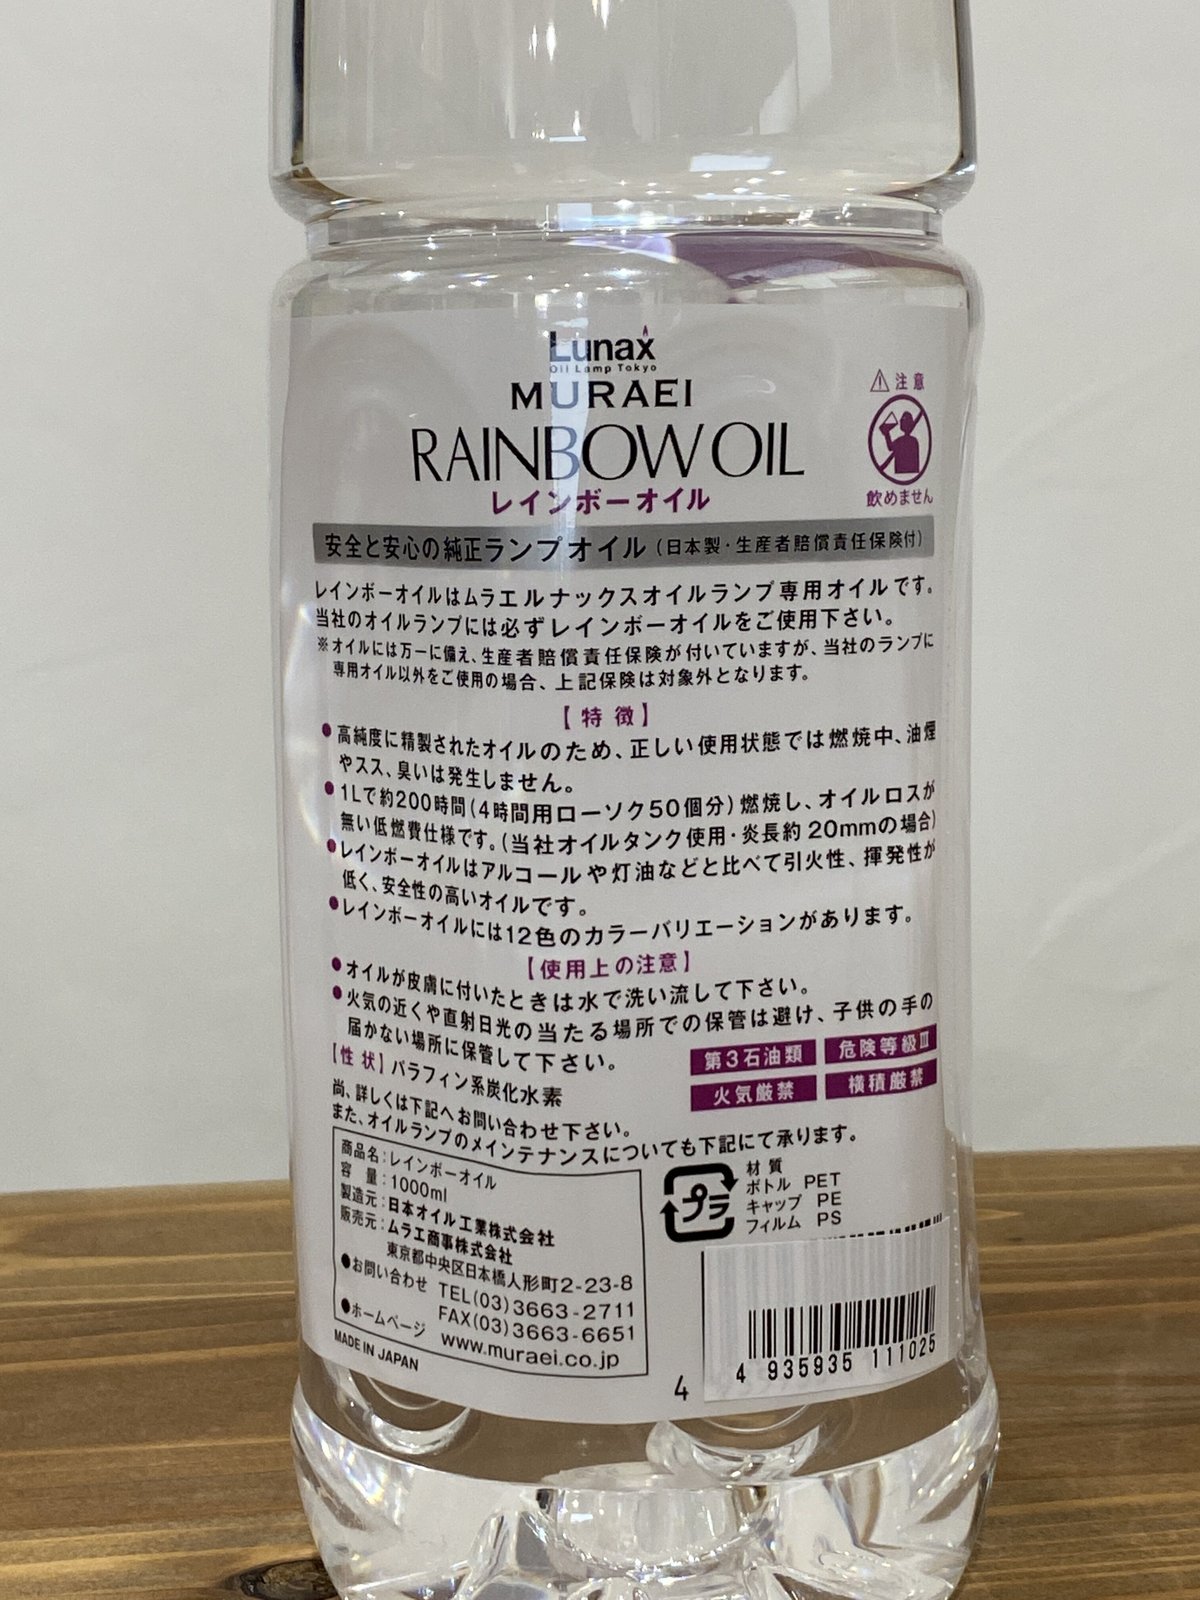 Lunax
Oil Lamp Tokyo
MURAEI
RAINBOW OIL
レインボーオイル
⚠注意
飲めません
安全と安心の純正ランプオイル(日本製・生産者賠償責任保険付)
レインボーオイルはムラエルナックスオイルランプ専用オイルです。
当社のオイルランプには必ずレインボーオイルをご使用下さい。
※オイルには万一に備え、生産者賠償責任保険が付いていますが、当社のランプに
専用オイル以外をご使用の場合、上記保険は対象外となります。
【特徴】
●高純度に精製されたオイルのため、正しい使用状態では燃焼中、油煙
やスス、臭いは発生しません。
●1Lで約200時間(4時間用ローソク50個分)燃焼し、オイルロスが
無い低燃費仕様です。(当社オイルタンク使用・炎長約20mmの場合)
●レインボーオイルはアルコールや灯油などと比べて引火性、揮発性が
低く、安全性の高いオイルです。
●レインボーオイルには12色のカラーバリエーションがあります。
【使用上の注意】
●オイルが皮膚に付いたときは水で洗い流して下さい。
●火気の近くや直射日光の当たる場所での保管は避け、子供の手の
届かない場所に保管して下さい。
【性状】パラフィン系炭化水素
第3石油類 危険等級Ⅲ
火気厳禁 横積厳禁
尚、詳しくは下記へお問い合わせ下さい。
また、オイルランプのメインテナンスについても下記にて承ります。
商品名:レインボーオイル
容量:1000ml
製造元:日本オイル工業株式会社
販売元:ムラエ商事株式会社
東京都中央区日本橋人形町2-23-8
●お問い合わせ TEL(03)3663-2711
FAX(03)3663-6651
●ホームページ www.muraei.co.jp
MADE IN JAPAN
プラ
材質
ボトル PET
キャップ PE
フィルム PS
4 935935 111025
4